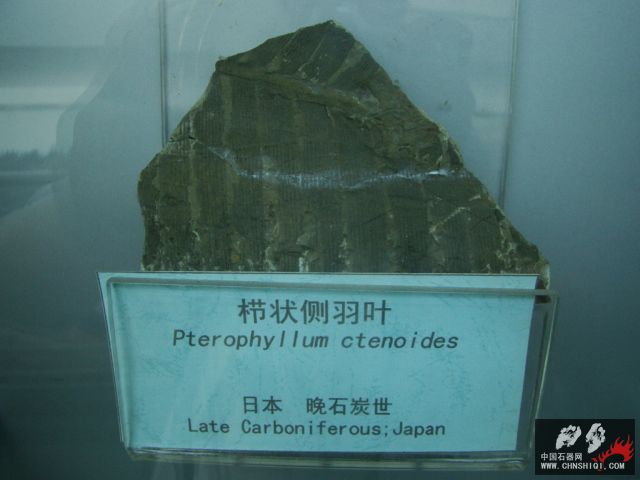 栉状侧羽叶
Pterophyllum ctenoides
日本 晚石炭世
Late Carboniferous;Japan
中国石器网
WWW.CHNSHIQI.COM